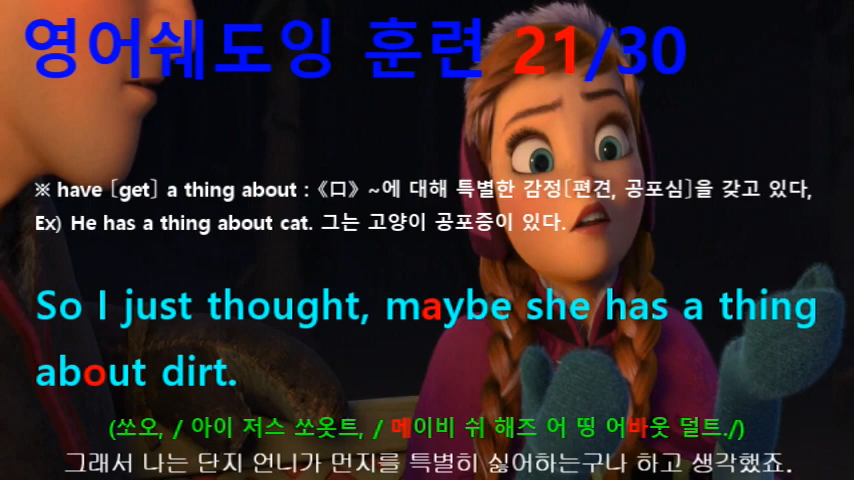 영어쉐도잉 훈련 21/30
※ have [get] a thing about : 《口》 ~에 대해 특별한 감정[편견, 공포심]을 갖고 있다,
Ex) He has a thing about cat. 그는 고양이 공포증이 있다.
So I just thought, maybe she has a thing
about dirt.
(쏘오, / 아이 저스 쏘옷트, / 메이비 쉬 해즈 어 띵 어바웃 덜트./)
그래서 나는 단지 언니가 먼지를 특별히 싫어하는구나 하고 생각했죠.